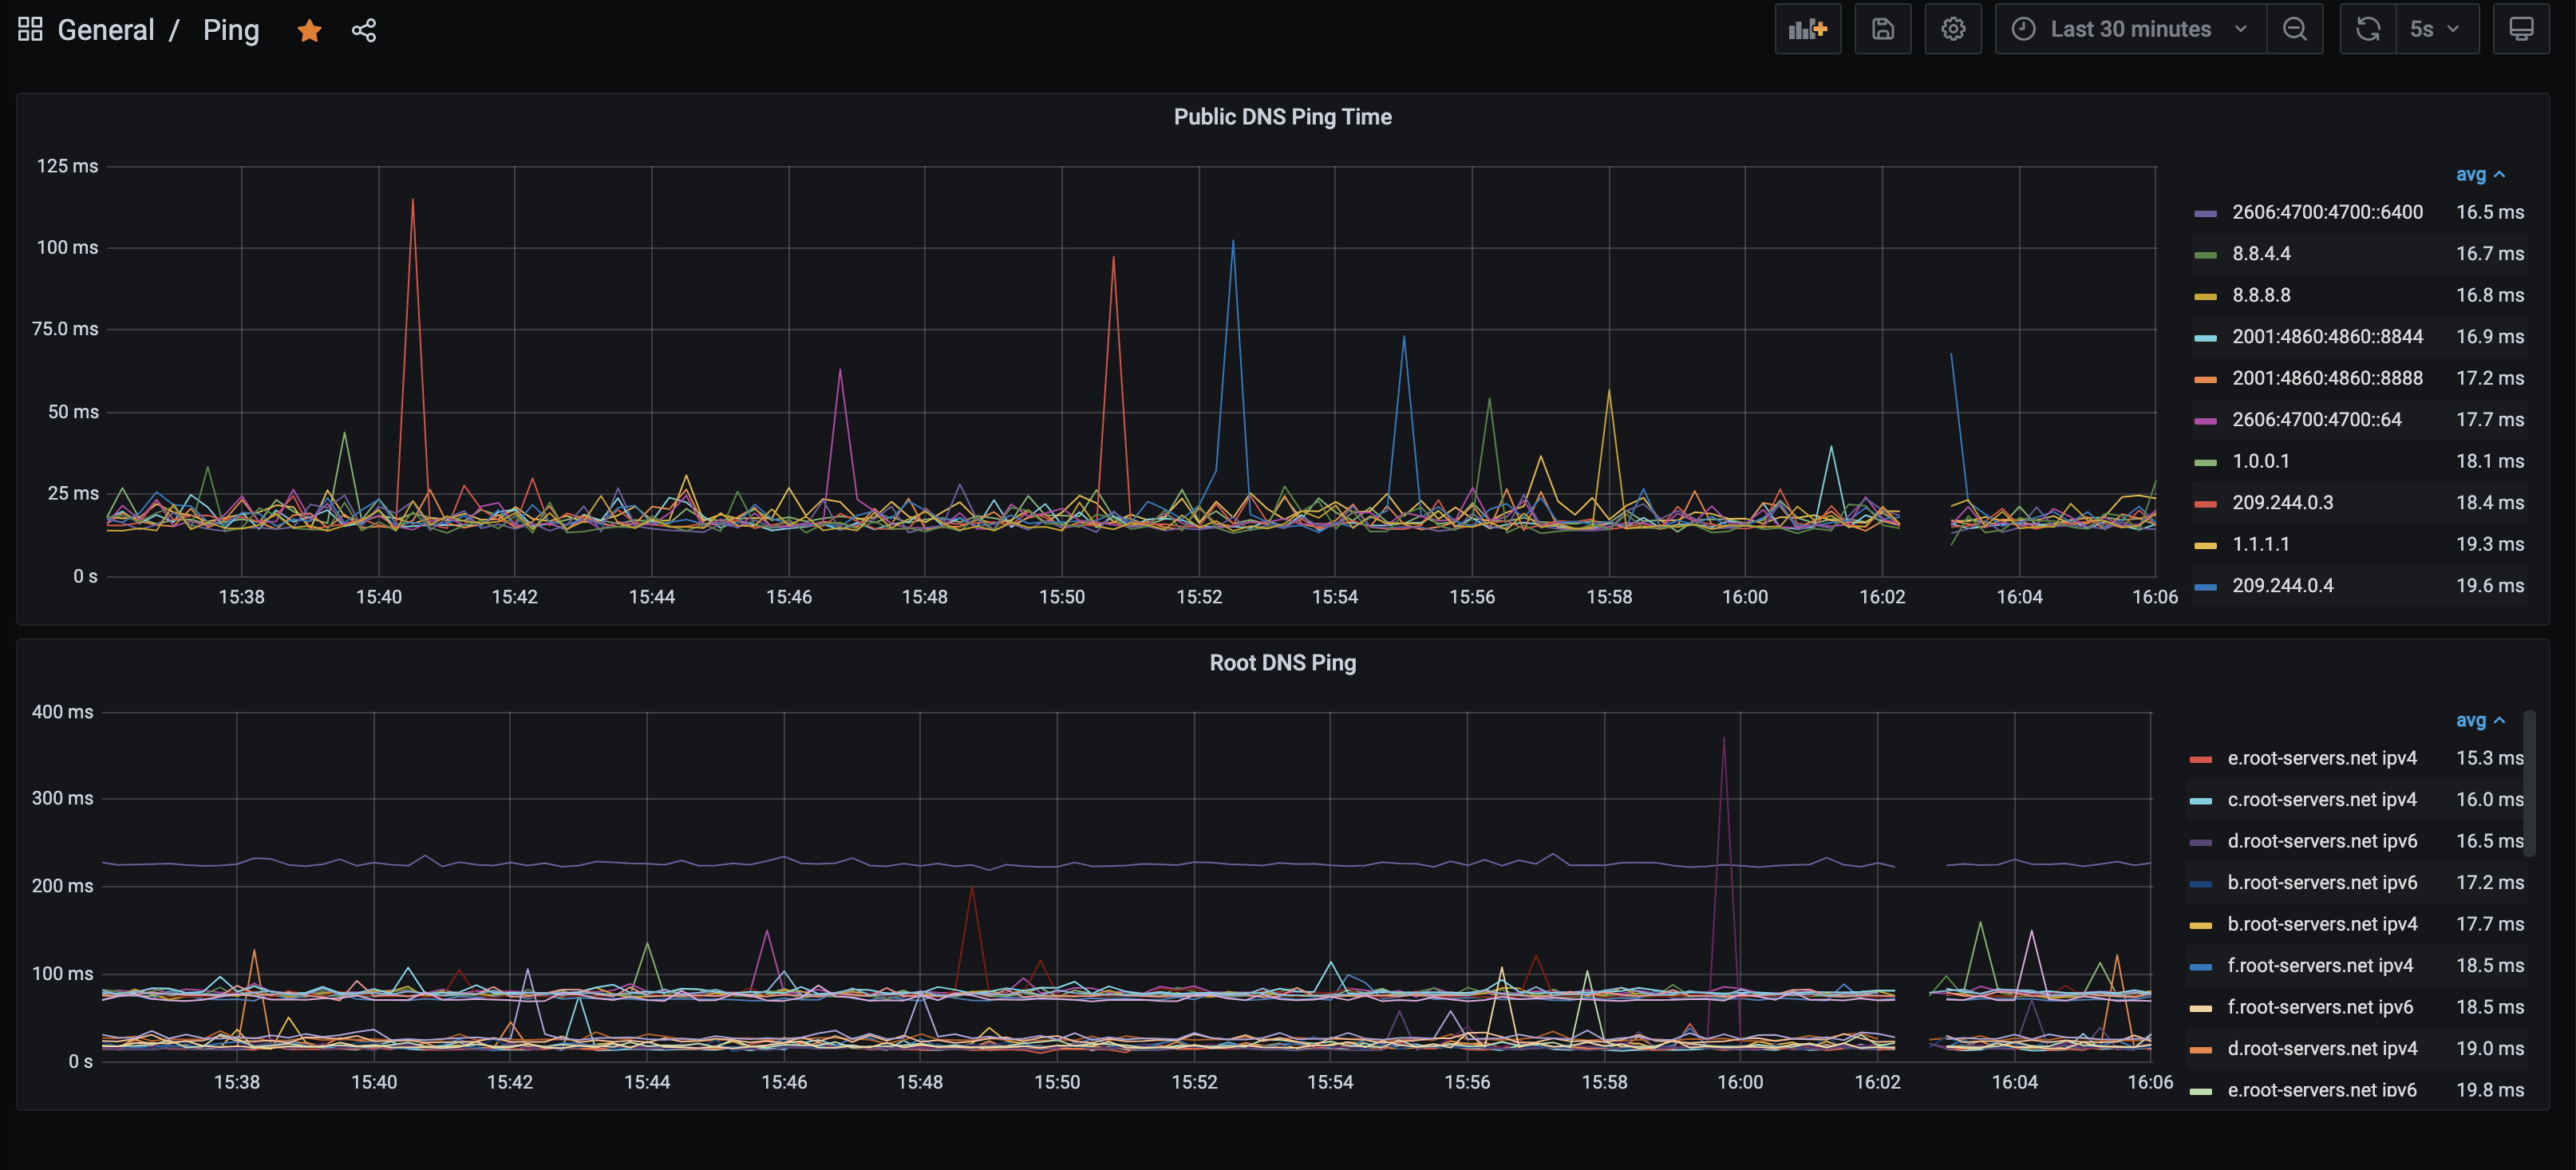 General / Ping
Last 30 minutes
5s
Public DNS Ping Time
125 ms
100 ms
75.0 ms
50 ms
25 ms
0 s
15:38 15:40 15:42 15:44 15:46 15:48 15:50 15:52 15:54 15:56 15:58 16:00 16:02 16:04 16:06
avg
2606:4700:4700::6400 16.5 ms
8.8.4.4 16.7 ms
8.8.8.8 16.8 ms
2001:4860:4860::8844 16.9 ms
2001:4860:4860::8888 17.2 ms
2606:4700:4700::64 17.7 ms
1.0.0.1 18.1 ms
209.244.0.3 18.4 ms
1.1.1.1 19.3 ms
209.244.0.4 19.6 ms
Root DNS Ping
400 ms
300 ms
200 ms
100 ms
0 s
15:38 15:40 15:42 15:44 15:46 15:48 15:50 15:52 15:54 15:56 15:58 16:00 16:02 16:04 16:06
avg
e.root-servers.net ipv4 15.3 ms
c.root-servers.net ipv4 16.0 ms
d.root-servers.net ipv6 16.5 ms
b.root-servers.net ipv6 17.2 ms
b.root-servers.net ipv4 17.7 ms
f.root-servers.net ipv4 18.5 ms
f.root-servers.net ipv6 18.5 ms
d.root-servers.net ipv4 19.0 ms
e.root-servers.net ipv6 19.8 ms